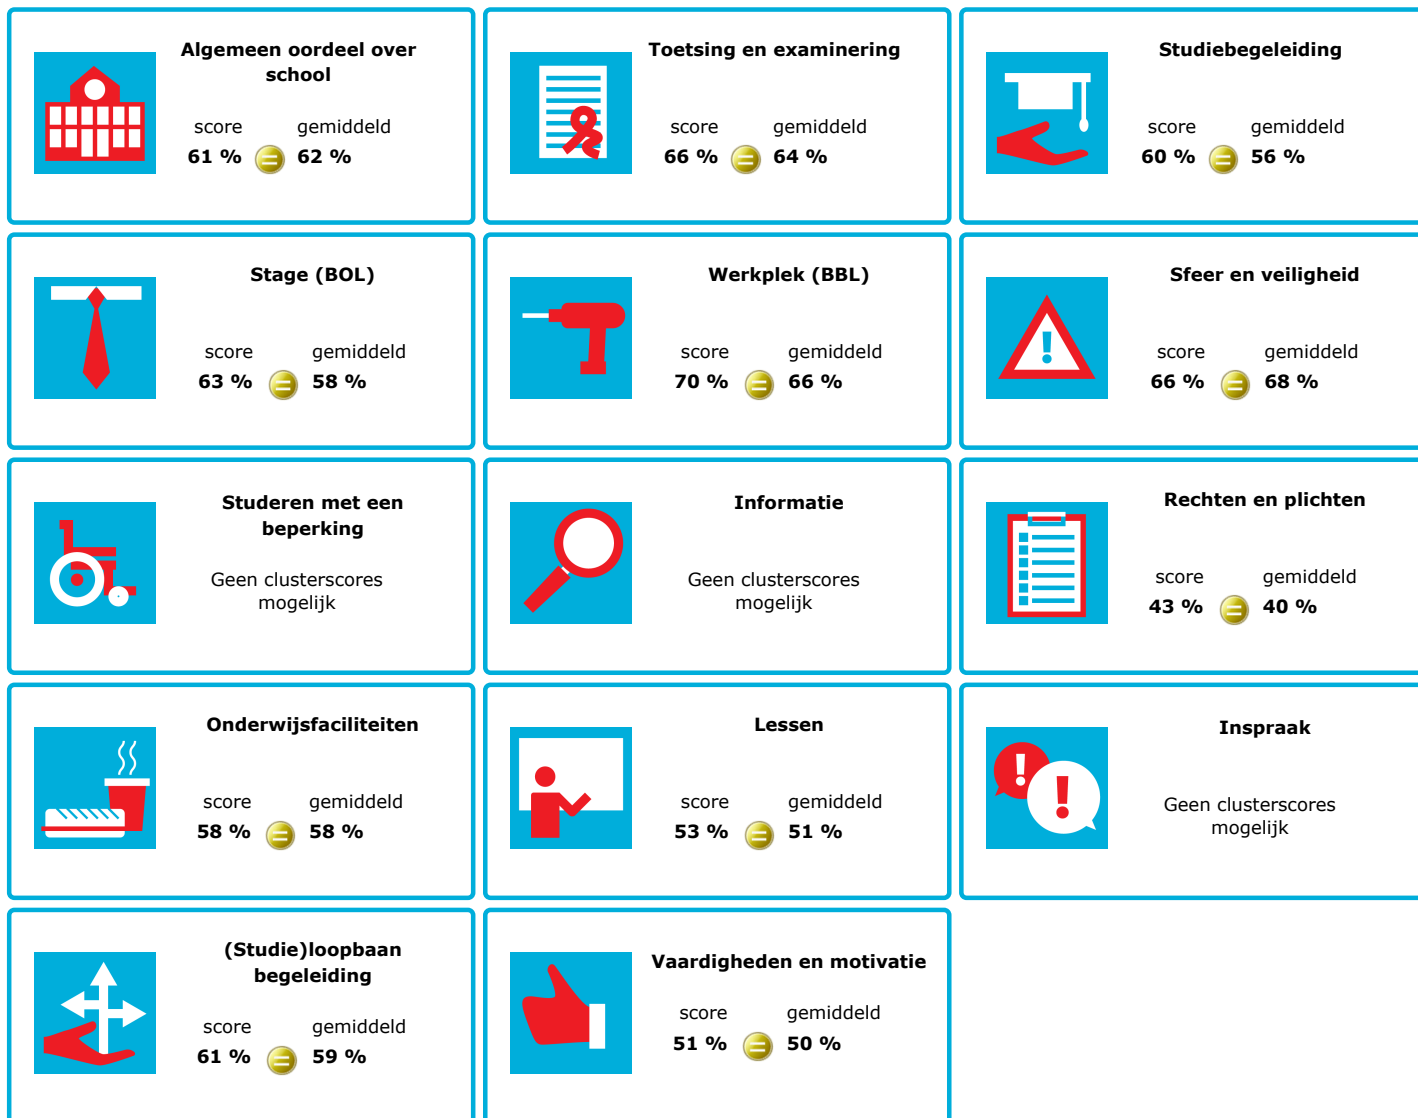 Algemeen oordeel over
school
score gemiddeld
61 % = 62 %
Toetsing en examinering
score gemiddeld
66 % = 64 %
Studiebegeleiding
score gemiddeld
60 % = 56 %
Stage (BOL)
score gemiddeld
63 % = 58 %
Werkplek (BBL)
score gemiddeld
70 % = 66 %
Sfeer en veiligheid
score gemiddeld
66 % = 68 %
Studeren met een
beperking
Geen clusterscores
mogelijk
Informatie
Geen clusterscores
mogelijk
Rechten en plichten
score gemiddeld
43 % = 40 %
Onderwijsfaciliteiten
score gemiddeld
58 % = 58 %
Lessen
score gemiddeld
53 % = 51 %
Inspraak
Geen clusterscores
mogelijk
(Studie)loopbaan
begeleiding
score gemiddeld
61 % = 59 %
Vaardigheden en motivatie
score gemiddeld
51 % = 50 %